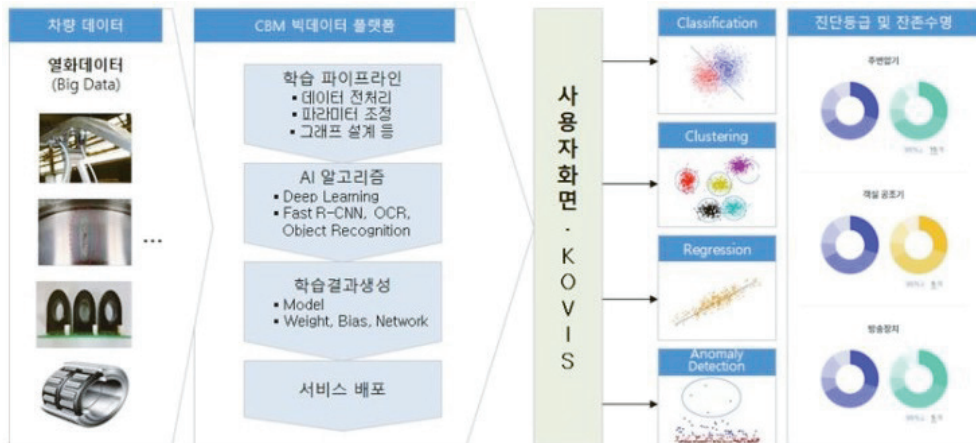 차량 데이터
열화데이터
(Big Data)
...
CBM 빅데이터 플랫폼
학습 파이프라인
▪ 데이터 전처리
▪ 파라미터 조정
▪ 그래프 설계 등
AI 알고리즘
▪ Deep Learning
▪ Fast R-CNN, OCR,
Object Recognition
학습결과생성
▪ Model
▪ Weight, Bias, Network
서비스 배포
사용자화면 · KOVIS
Classification
Clustering
Regression
Anomaly
Detection
진단등급 및 잔존수명
주변압기
객실 공조기
방송장치